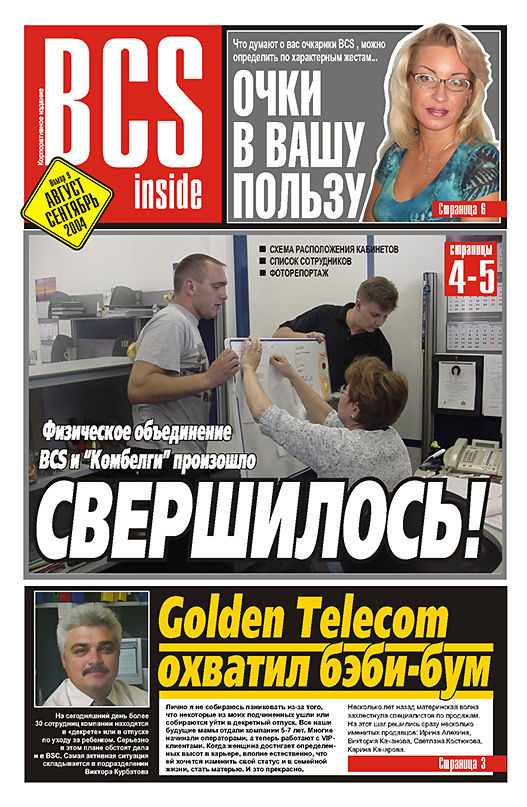 Корпоративное издание
BCS
inside
Номер 9
АВГУСТ
СЕНТЯБРЬ
2004
Что думают о вас очкарики BCS , можно
определить по характерным жестам...
ОЧКИ
В ВАШУ
ПОЛЬЗУ
Страница 6
■ СХЕМА РАСПОЛОЖЕНИЯ КАБИНЕТОВ
■ СПИСОК СОТРУДНИКОВ
■ ФОТОРЕПОРТАЖ
страницы
4-5
Физическое объединение
BCS и “Комбелги” произошло
СВЕРШИЛОСЬ!
Golden Telecom
охватил бэби-бум
На сегодняшний день более
30 сотрудниц компании находятся
в «декрете» или в отпуске
по уходу за ребенком. Серьезно
в этом плане обстоят дела
и в BSC. Самая активная ситуация
складывается в подразделении
Виктора Курбатова
Лично я не собираюсь паниковать из-за того,
что некоторые из моих подчиненных ушли или
собираются уйти в декретный отпуск. Все наши
будущие мамы отдали компании 5-7 лет. Многие
начинали операторами, а теперь работают с VIP-
клиентами. Когда женщина достигает определен-
ных высот в карьере, вполне естественно, что
ей хочется изменить свой статус и в семейной
жизни, стать матерью. И это прекрасно.
Несколько лет назад материнская волна
захлестнула специалистов по продажам.
На этот шаг решились сразу несколько
именитых продавцов: Ирина Алехина,
Виктория Качанова, Светлана Костюкова,
Карина Качарова.
Страница 3